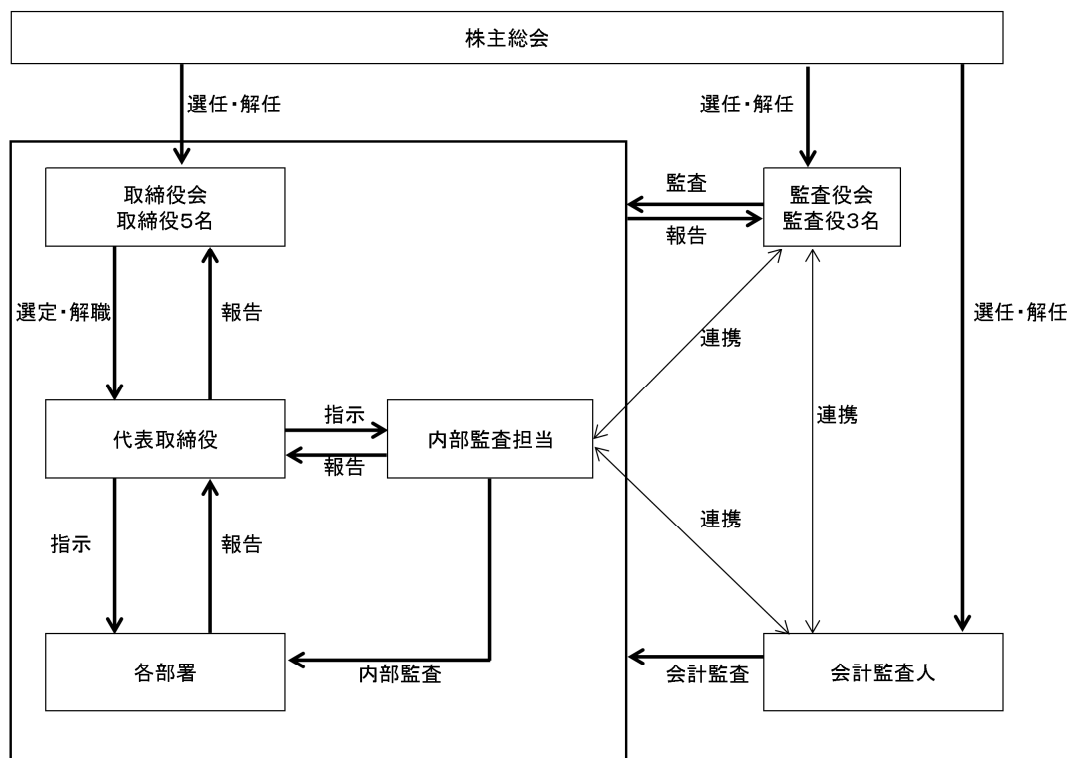 株主総会
選任・解任
選任・解任
取締役会
取締役5名
監査
監査役会
監査役3名
報告
選定・解職
報告
選任・解任
連携
指示
連携
代表取締役
内部監査担当
報告
連携
指示
報告
各部署
内部監査
会計監査
会計監査人